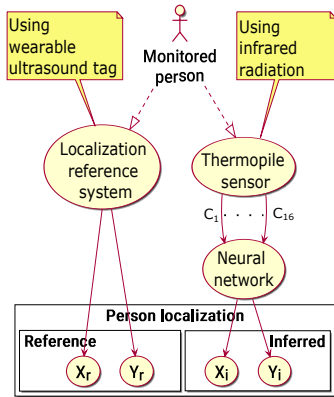 Using
wearable
ultrasound tag
Monitored
person
Using
infrared
radiation
Localization
reference
system
Thermopile
sensor
C1 . . . . C16
Neural
network
Person localization
Reference
Xr
Yr
Inferred
Xi
Yi